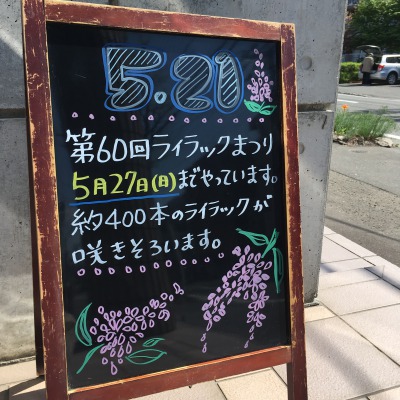 5.21
第60回ライラックまつり
5月27日(月)までやっています。
約400本のライラックが
咲きそろいます。